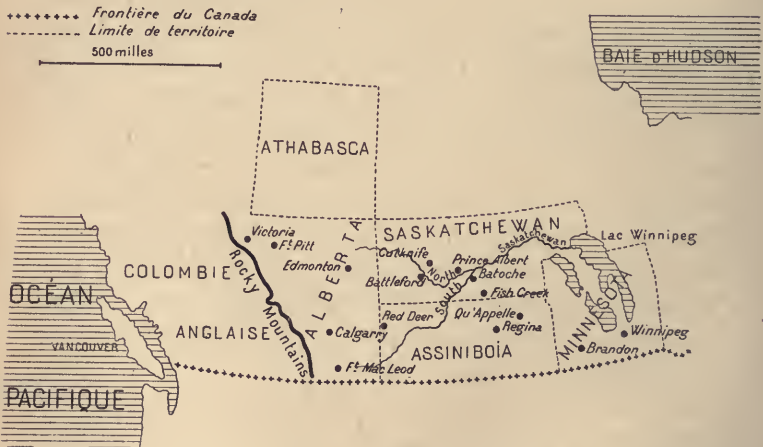 Frontière du Canada
Limite de territoire
500 milles
BAIE D'HUDSON
ATHABASCA
SASKATCHEWAN
Saskatchewan
Lac Winnipeg
Victoria
Ft Pitt
ALBERTA
Cutknife
North
Prince Albert
Edmonton
Battleford
Batoche
COLOMBIE
Rocky Mountains
South
Fish Creek
MINNESOTA
OCÉAN
Red Deer
Qu'Appelle
ANGLAISE
Calgarry
Regina
Winnipeg
VANCOUVER
ASSINIBOÏA
Brandon
Ft Mac Leod
PACIFIQUE